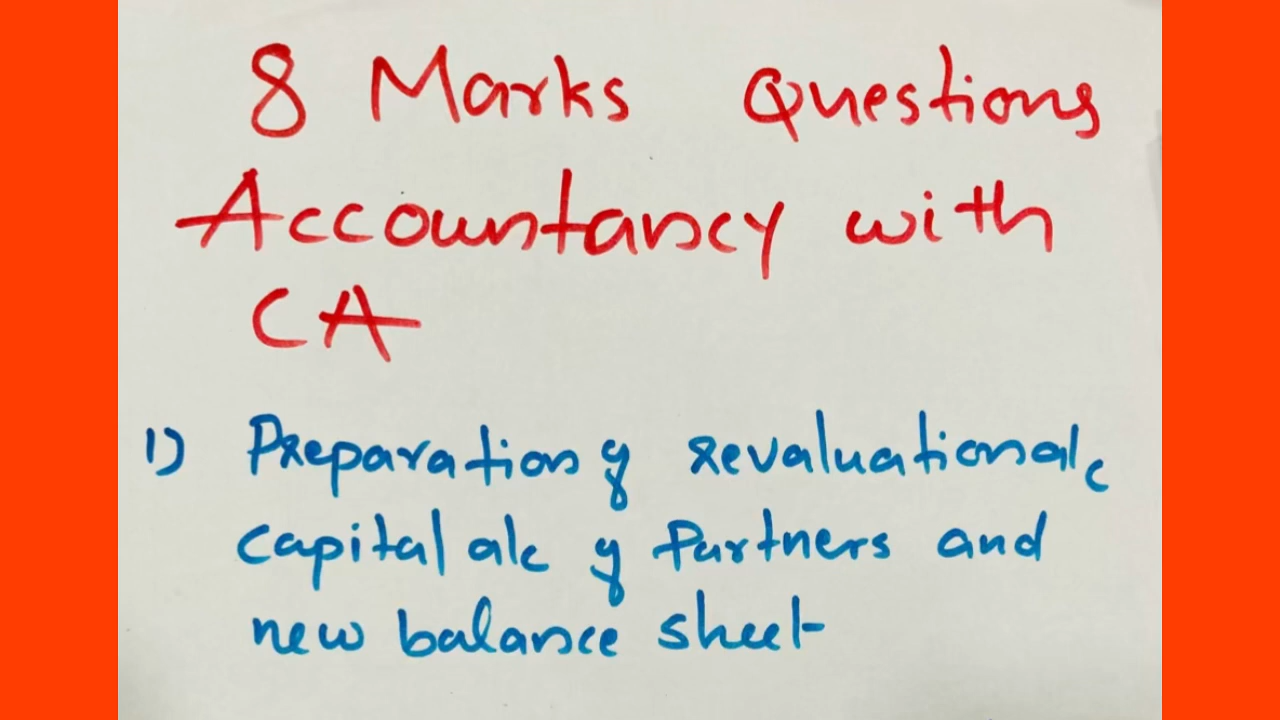 8 Marks Questions
Accountancy with
CA
1) Preparation of revaluation a/c
capital a/c of Partners and
new balance sheet